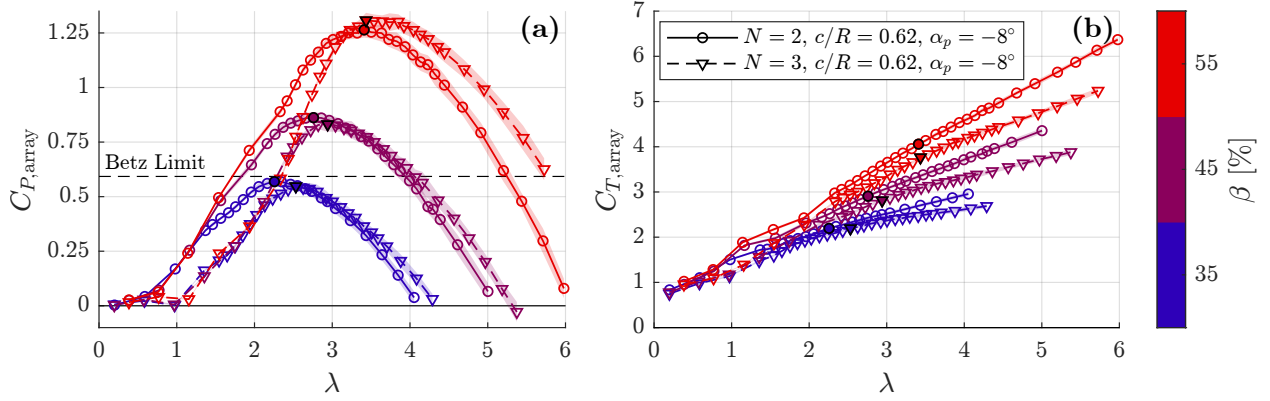 (a)
1.25
1
0.75
0.5
0.25
0
Betz Limit
C_{P,array}
0 1 2 3 4 5 6
λ
(b)
7
6
5
4
3
2
1
0
N = 2, c/R = 0.62, α_p = −8°
N = 3, c/R = 0.62, α_p = −8°
C_{T,array}
0 1 2 3 4 5 6
λ
55
45
35
β [%]